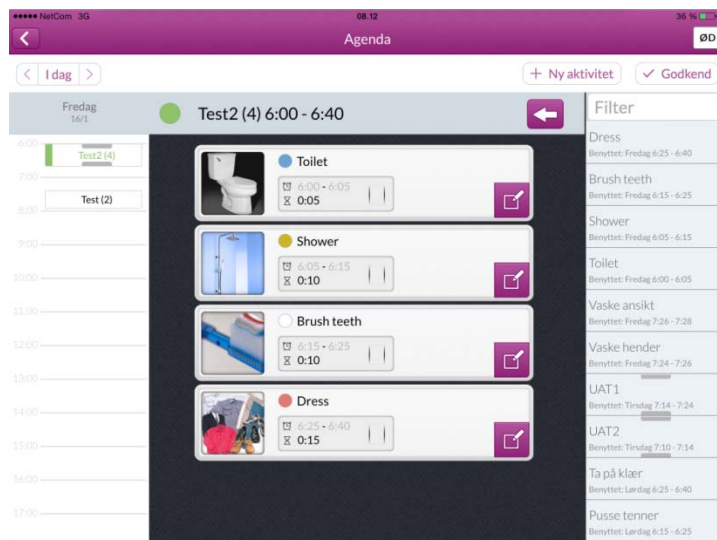 NetCom 3G
08.12
36 %
Agenda
ØD
I dag
+ Ny aktivitet
Godkend
Fredag
16/1
Test2 (4) 6:00 - 6:40
Filter
6:00
Test2 (4)
7:00
Test (2)
8:00
9:00
10:00
11:00
12:00
13:00
14:00
15:00
16:00
17:00
Toilet
6:00 - 6:05
0:05
Shower
6:05 - 6:15
0:10
Brush teeth
6:15 - 6:25
0:10
Dress
6:25 - 6:40
0:15
Dress
Benyttet: Fredag 6:25 - 6:40
Brush teeth
Benyttet: Fredag 6:15 - 6:25
Shower
Benyttet: Fredag 6:05 - 6:15
Toilet
Benyttet: Fredag 6:00 - 6:05
Vaske ansikt
Benyttet: Fredag 7:26 - 7:28
Vaske hender
Benyttet: Fredag 7:24 - 7:26
UAT1
Benyttet: Tirsdag 7:14 - 7:24
UAT2
Benyttet: Tirsdag 7:10 - 7:14
Ta på klær
Benyttet: Lørdag 6:25 - 6:40
Pusse tenner
Benyttet: Lørdag 6:15 - 6:25